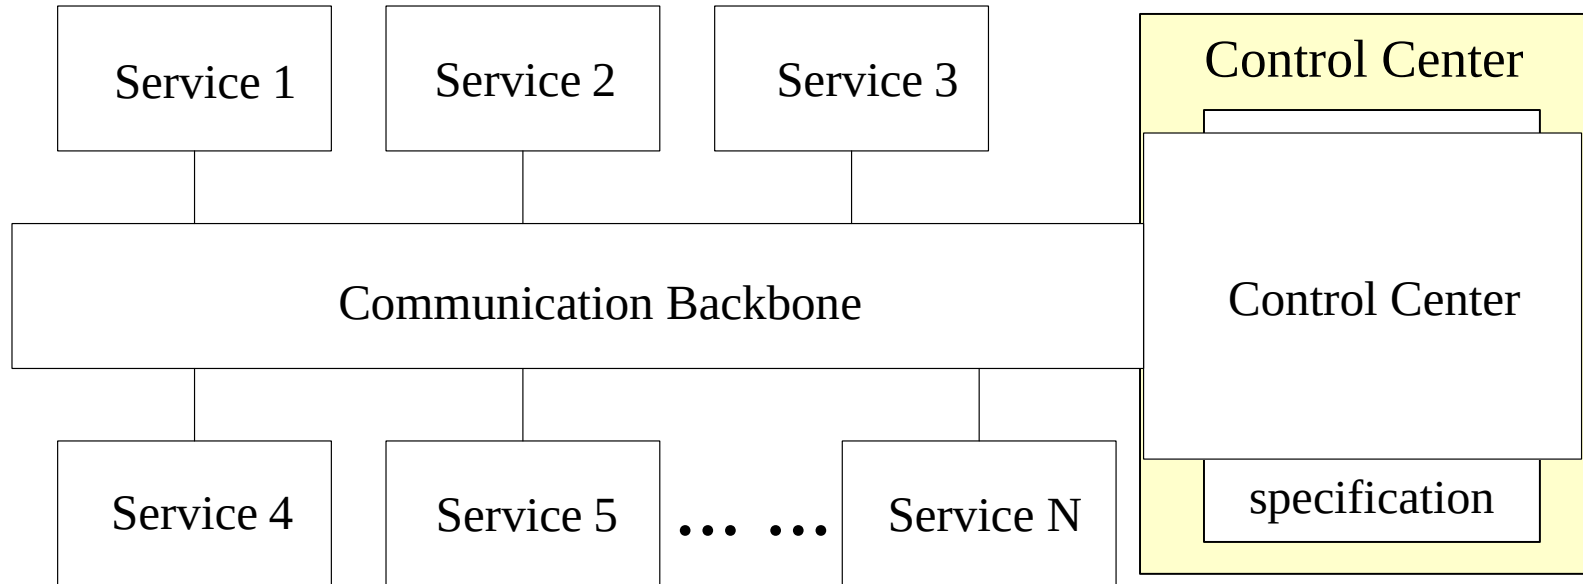 Service 1
Service 2
Service 3
Control Center
Communication Backbone
Control Center
Service 4
Service 5
... ...
Service N
specification